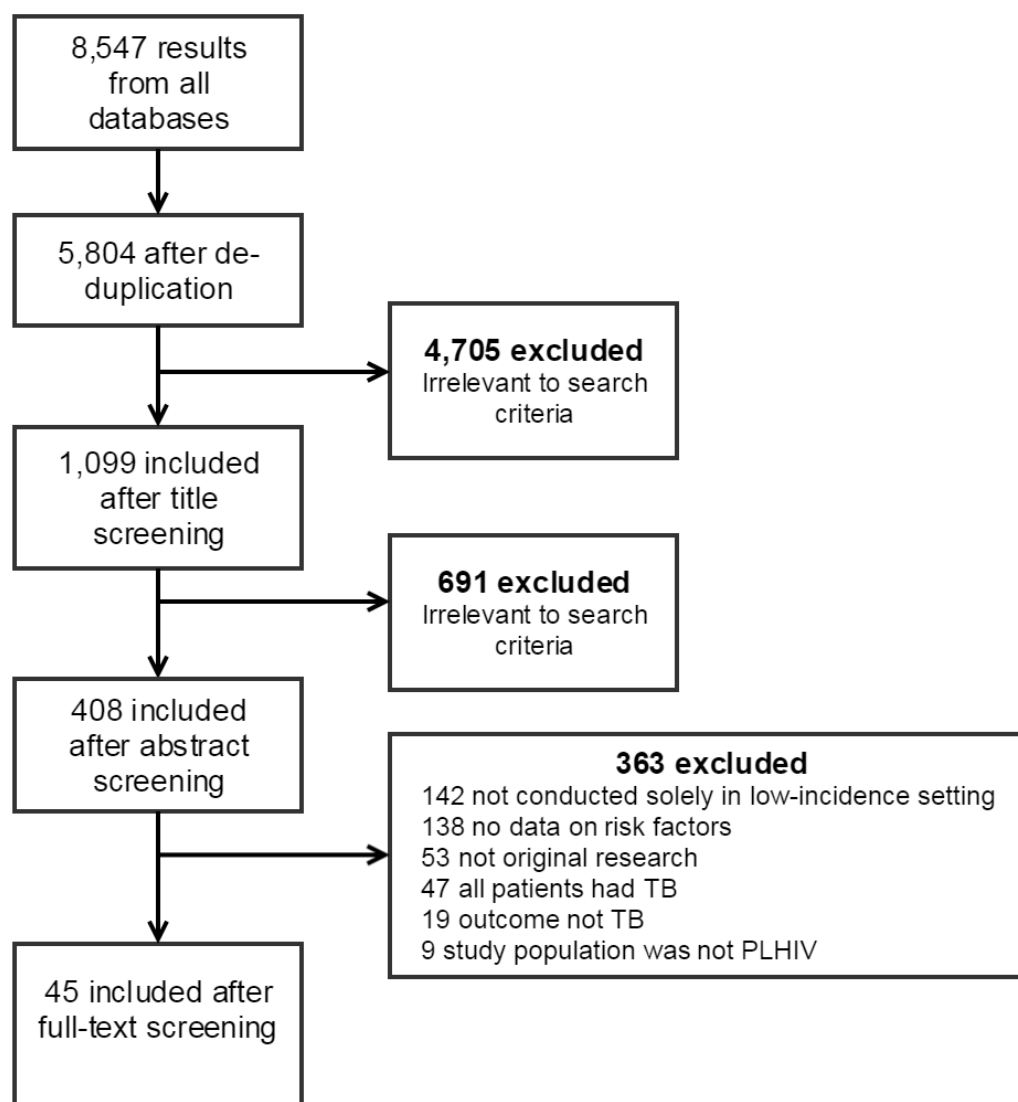 8,547 results
from all
databases
5,804 after de-
duplication
4,705 excluded
Irrelevant to search
criteria
1,099 included
after title
screening
691 excluded
Irrelevant to search
criteria
408 included
after abstract
screening
363 excluded
142 not conducted solely in low-incidence setting
138 no data on risk factors
53 not original research
47 all patients had TB
19 outcome not TB
9 study population was not PLHIV
45 included after
full-text screening